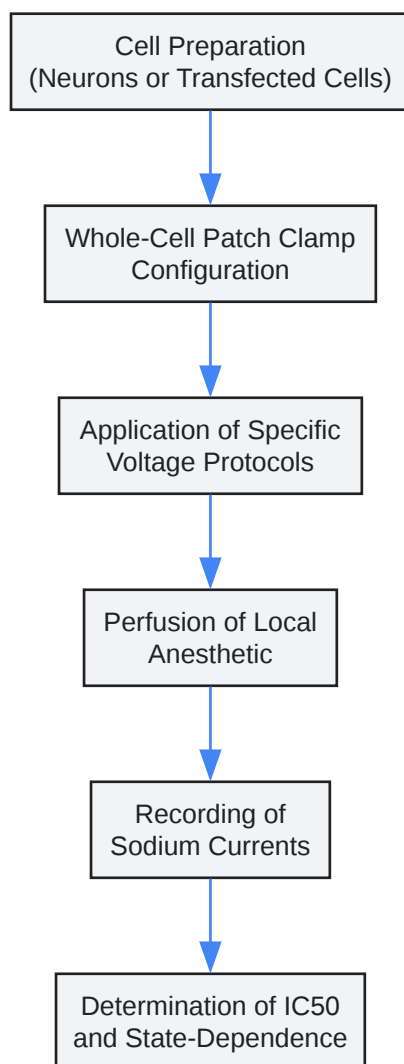 Cell Preparation
(Neurons or Transfected Cells)
Whole-Cell Patch Clamp
Configuration
Application of Specific
Voltage Protocols
Perfusion of Local
Anesthetic
Recording of
Sodium Currents
Determination of IC50
and State-Dependence